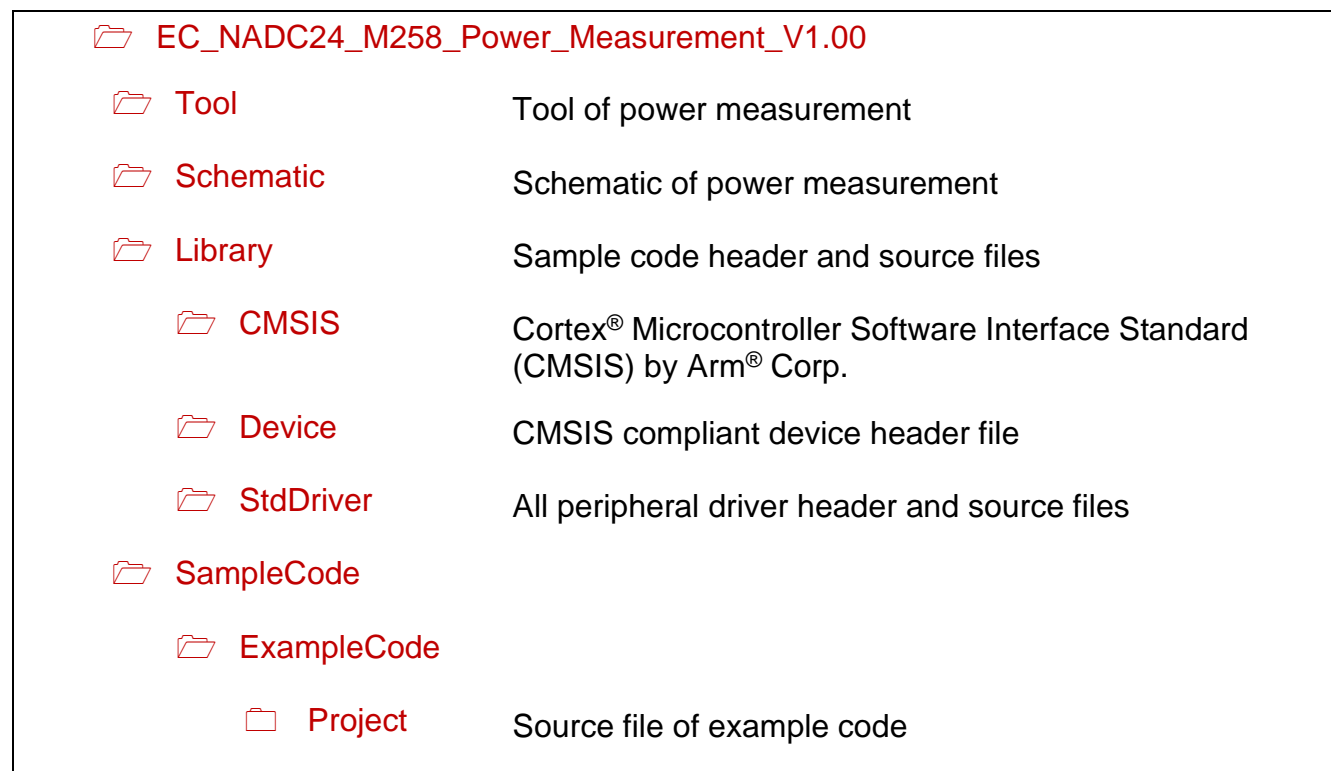 EC_NADC24_M258_Power_Measurement_V1.00
Tool Tool of power measurement
Schematic Schematic of power measurement
Library Sample code header and source files
CMSIS Cortex® Microcontroller Software Interface Standard
(CMSIS) by Arm® Corp.
Device CMSIS compliant device header file
StdDriver All peripheral driver header and source files
SampleCode
ExampleCode
Project Source file of example code